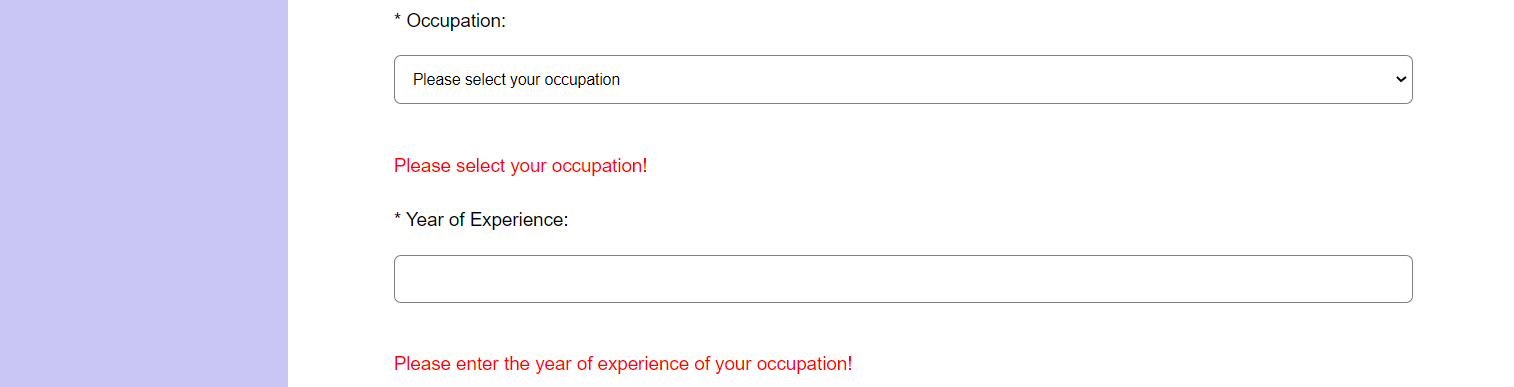 * Occupation:
Please select your occupation
Please select your occupation!
* Year of Experience:
Please enter the year of experience of your occupation!